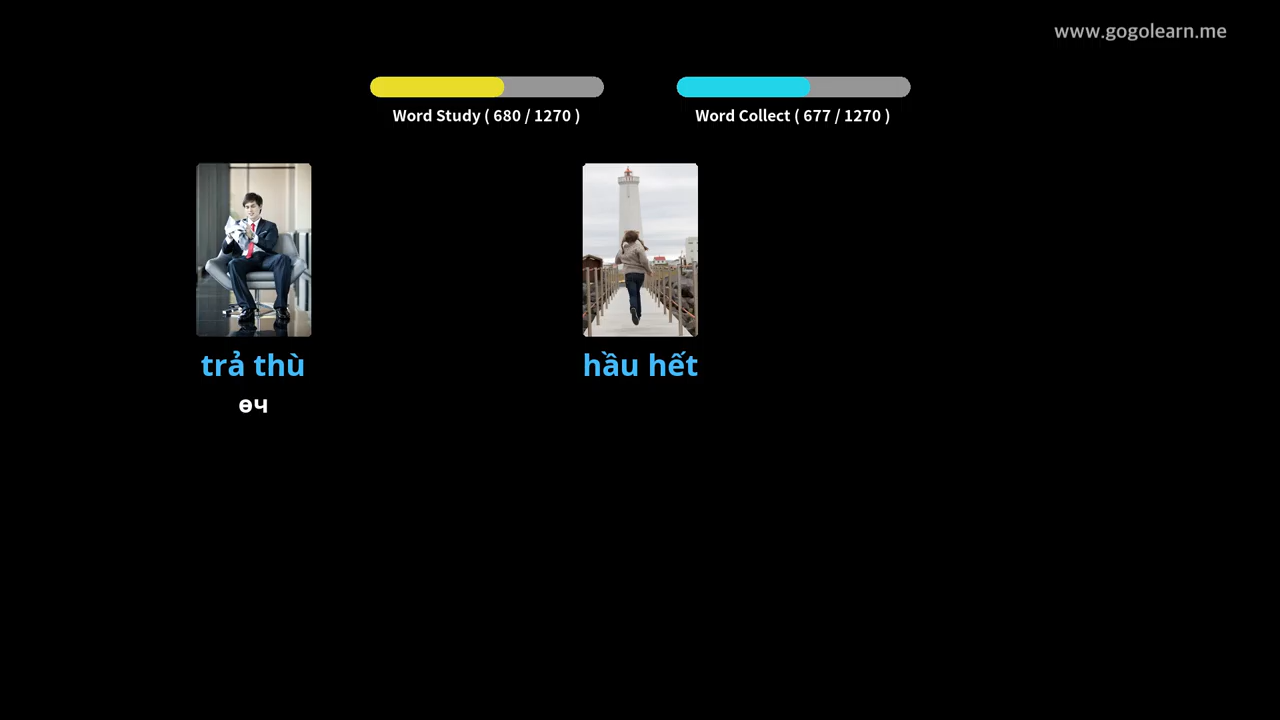 www.gogolearn.me
Word Study ( 680 / 1270 )
Word Collect ( 677 / 1270 )
trả thù
hầu hết
өч